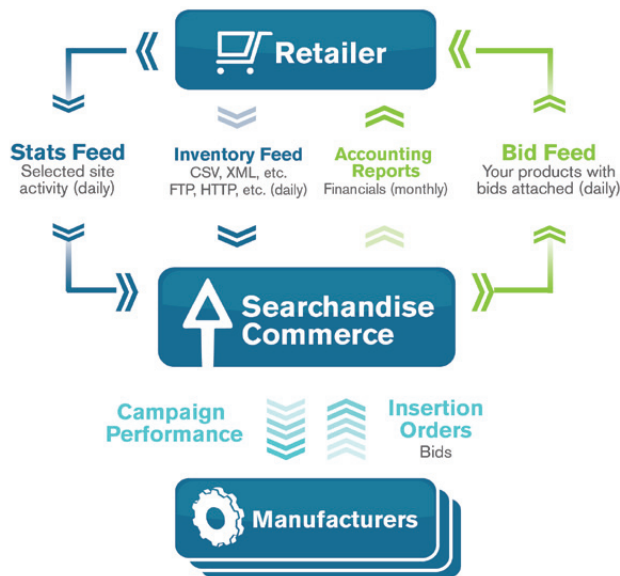 Retailer
Stats Feed
Selected site
activity (daily)
Inventory Feed
CSV, XML, etc.
FTP, HTTP, etc. (daily)
Accounting
Reports
Financials (monthly)
Bid Feed
Your products with
bids attached (daily)
Searchandise
Commerce
Campaign
Performance
Insertion
Orders
Bids
Manufacturers